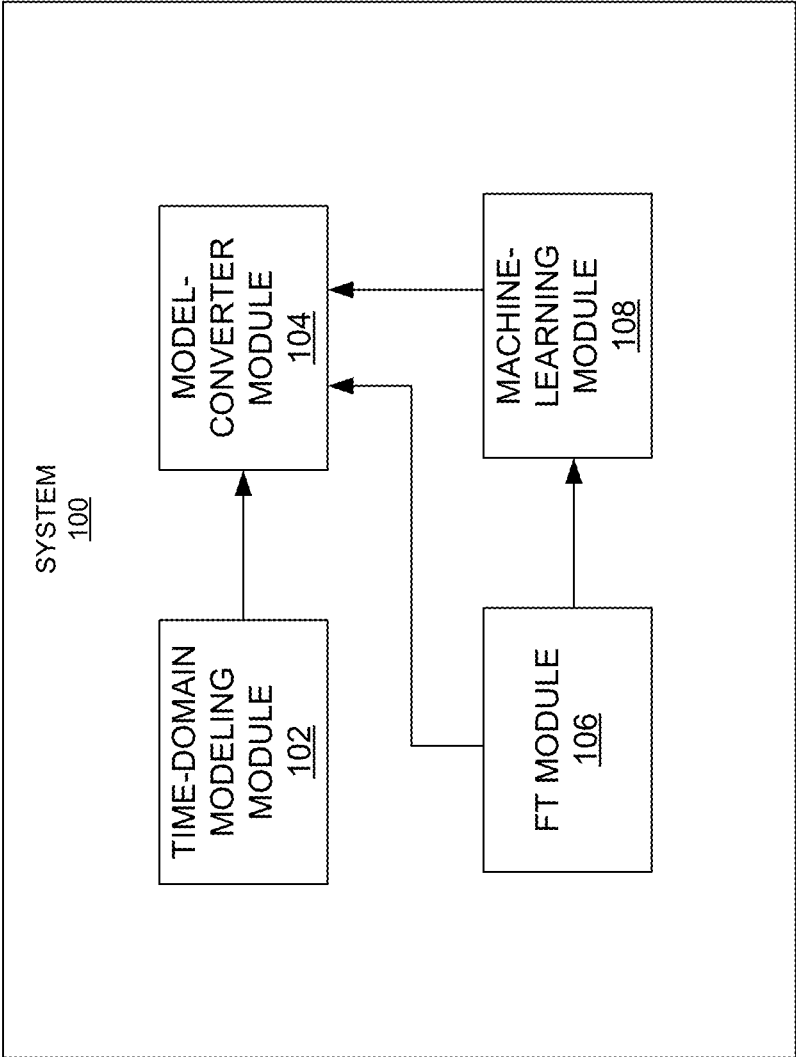 SYSTEM
100
TIME-DOMAIN
MODELING
MODULE
102
MODEL-
CONVERTER
MODULE
104
FT MODULE
106
MACHINE-
LEARNING
MODULE
108